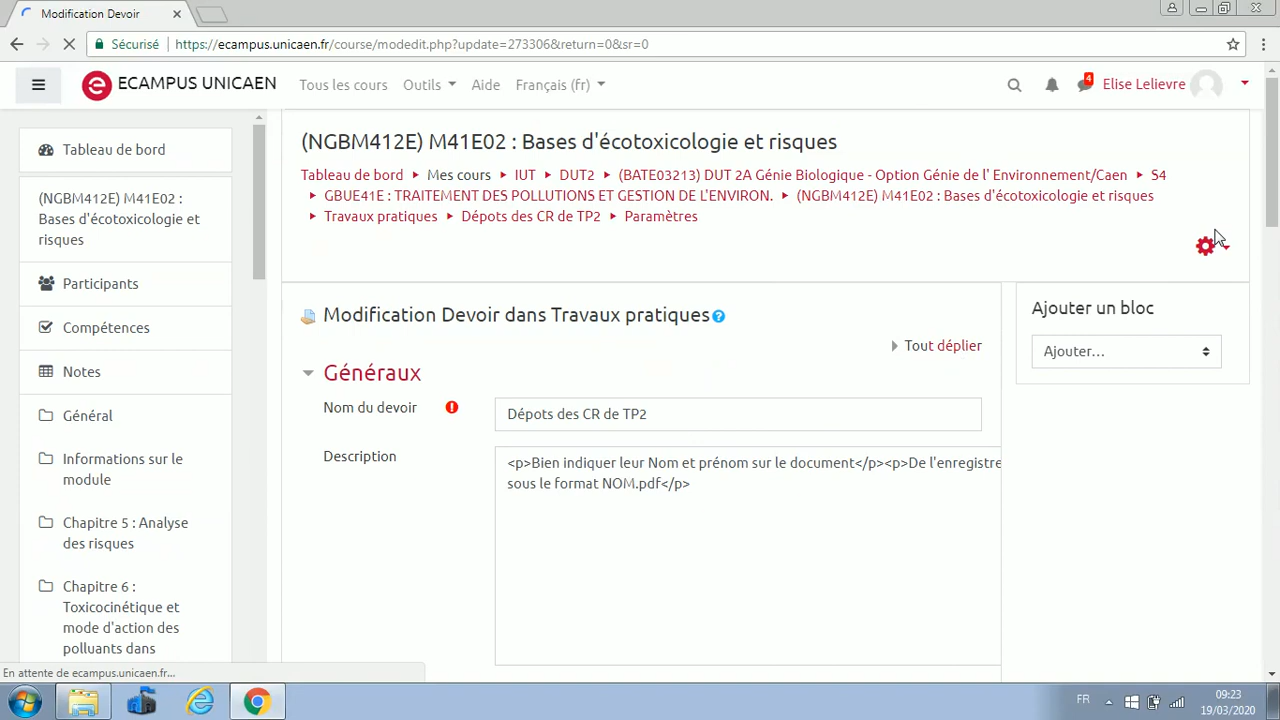 Modification Devoir
Sécurisé
https://ecampus.unicaen.fr/course/modedit.php?update=273306&return=0&sr=0
ECAMPUS UNICAEN
Tous les cours
Outils
Aide
Français (fr)
4
Elise Lelievre
Tableau de bord
(NGBM412E) M41E02 :
Bases d'écotoxicologie et
risques
Participants
Compétences
Notes
Général
Informations sur le
module
Chapitre 5 : Analyse
des risques
Chapitre 6 :
Toxicocinétique et
mode d'action des
polluants dans
(NGBM412E) M41E02 : Bases d'écotoxicologie et risques
Tableau de bord Mes cours IUT DUT2 (BATE03213) DUT 2A Génie Biologique - Option Génie de l' Environnement/Caen S4
GBUE41E : TRAITEMENT DES POLLUTIONS ET GESTION DE L'ENVIRON. (NGBM412E) M41E02 : Bases d'écotoxicologie et risques
Travaux pratiques Dépots des CR de TP2 Paramètres
Modification Devoir dans Travaux pratiques
Tout déplier
Généraux
Nom du devoir
Dépots des CR de TP2
Description
<p>Bien indiquer leur Nom et prénom sur le document</p><p>De l'enregistre
sous le format NOM.pdf</p>
Ajouter un bloc
Ajouter...
En attente de ecampus.unicaen.fr...
FR
09:23
19/03/2020